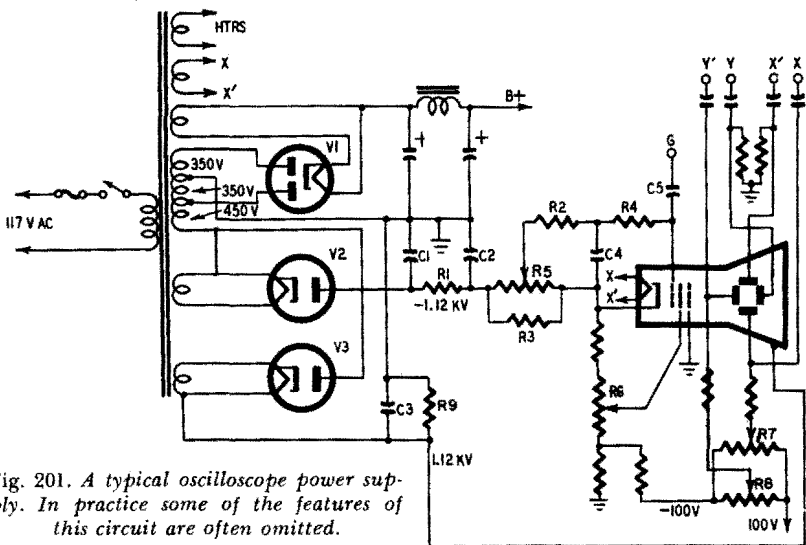 HTRS
X
X'
Y' Y X' X
B+
V1
350V
350V
450V
117 V AC
G
C5
R2 R4
C1 C2
C4
V2
R1
R5
-1.12 KV
R3
X
X'
V3
R6
C3 R9
1.12 KV
R7
R8
-100V
100V
Fig. 201. A typical oscilloscope power sup-
ply. In practice some of the features of
this circuit are often omitted.